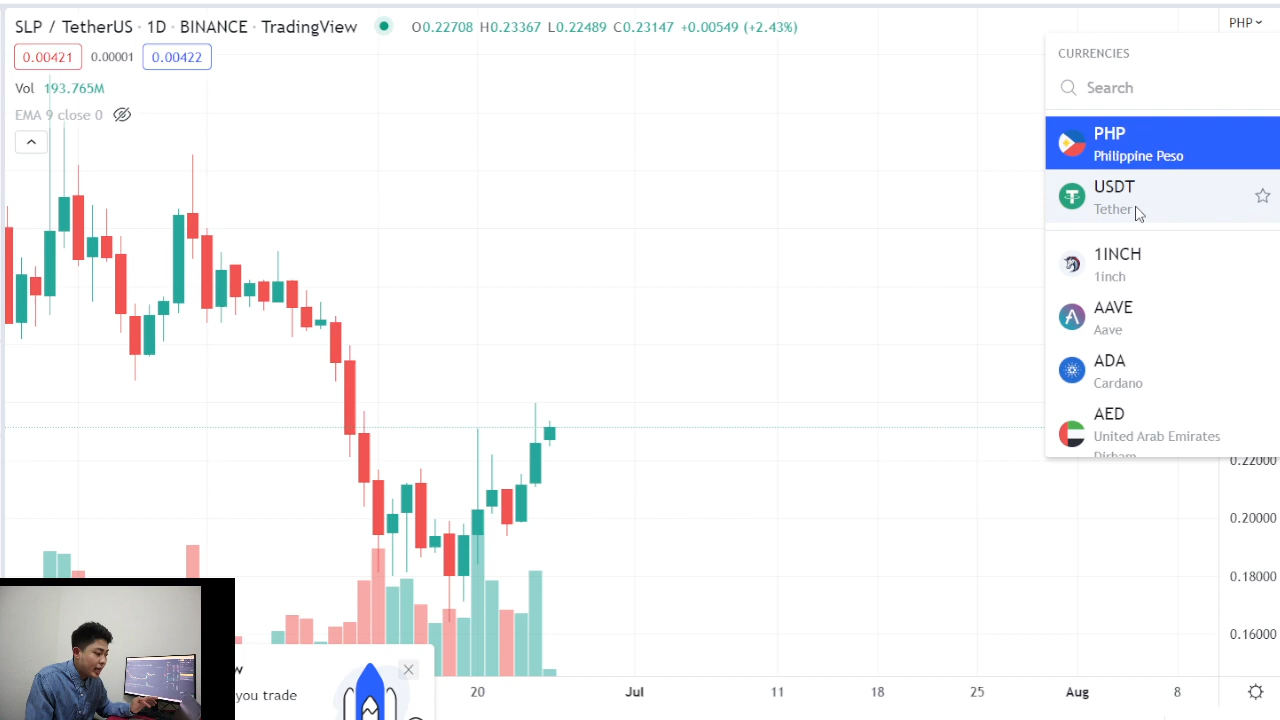 SLP / TetherUS · 1D · BINANCE · TradingView
O0.22708 H0.23367 L0.22489 C0.23147 +0.00549 (+2.43%)
0.00421 0.00001 0.00422
Vol 193.765M
EMA 9 close 0
PHP
CURRENCIES
Search
PHP
Philippine Peso
USDT
Tether
1INCH
1inch
AAVE
Aave
ADA
Cardano
AED
United Arab Emirates
Dirham
0.22000
0.20000
0.18000
0.16000
w
you trade
20 Jul 11 18 25 Aug 8